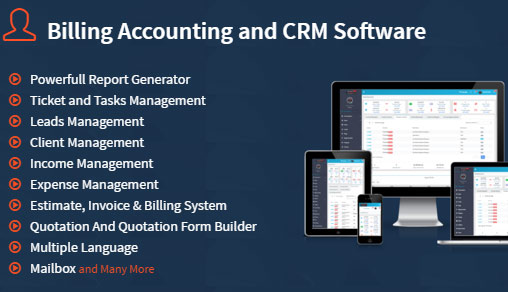 Billing Accounting and CRM Software
Powerfull Report Generator
Ticket and Tasks Management
Leads Management
Client Management
Income Management
Expense Management
Estimate, Invoice & Billing System
Quotation And Quotation Form Builder
Multiple Language
Mailbox and Many More